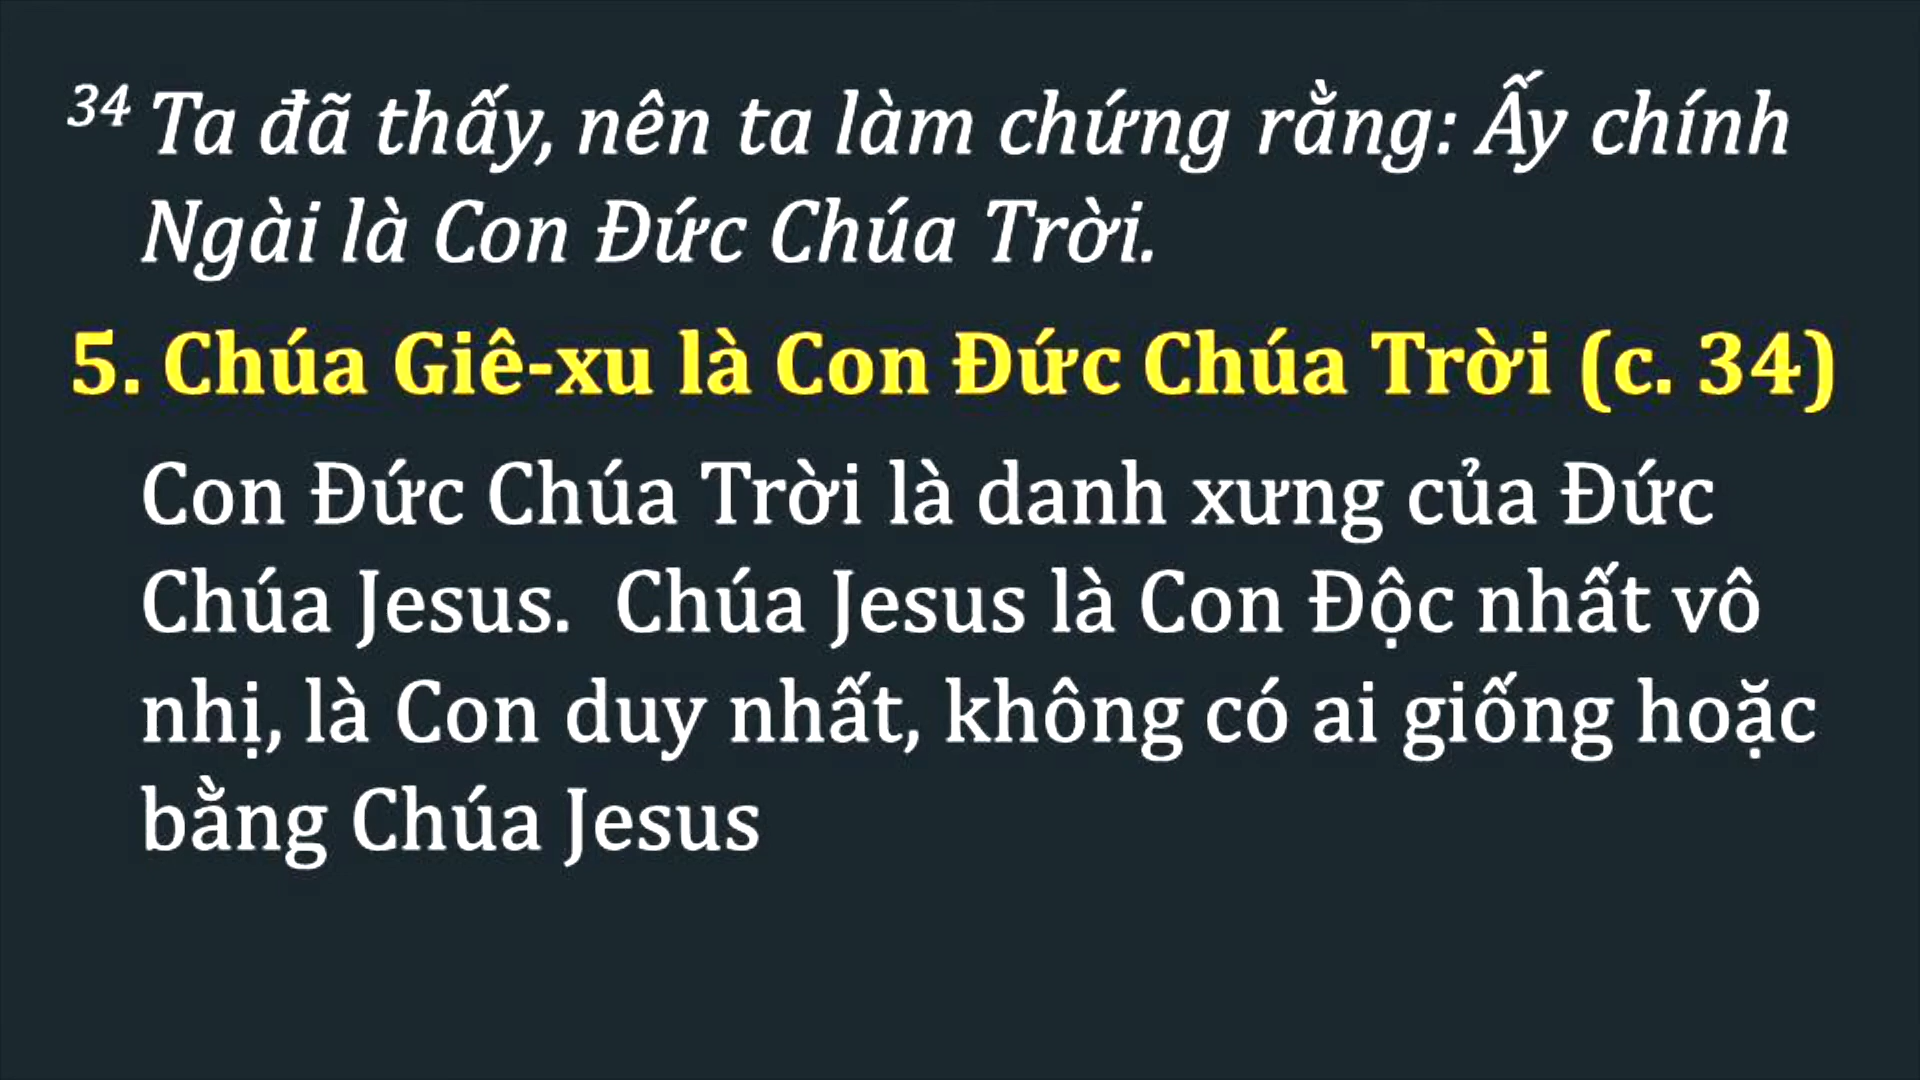 34 Ta đã thấy, nên ta làm chứng rằng: Ấy chính
Ngài là Con Đức Chúa Trời.
5. Chúa Giê-xu là Con Đức Chúa Trời (c. 34)
Con Đức Chúa Trời là danh xưng của Đức
Chúa Jesus.  Chúa Jesus là Con Độc nhất vô
nhị, là Con duy nhất, không có ai giống hoặc
bằng Chúa Jesus